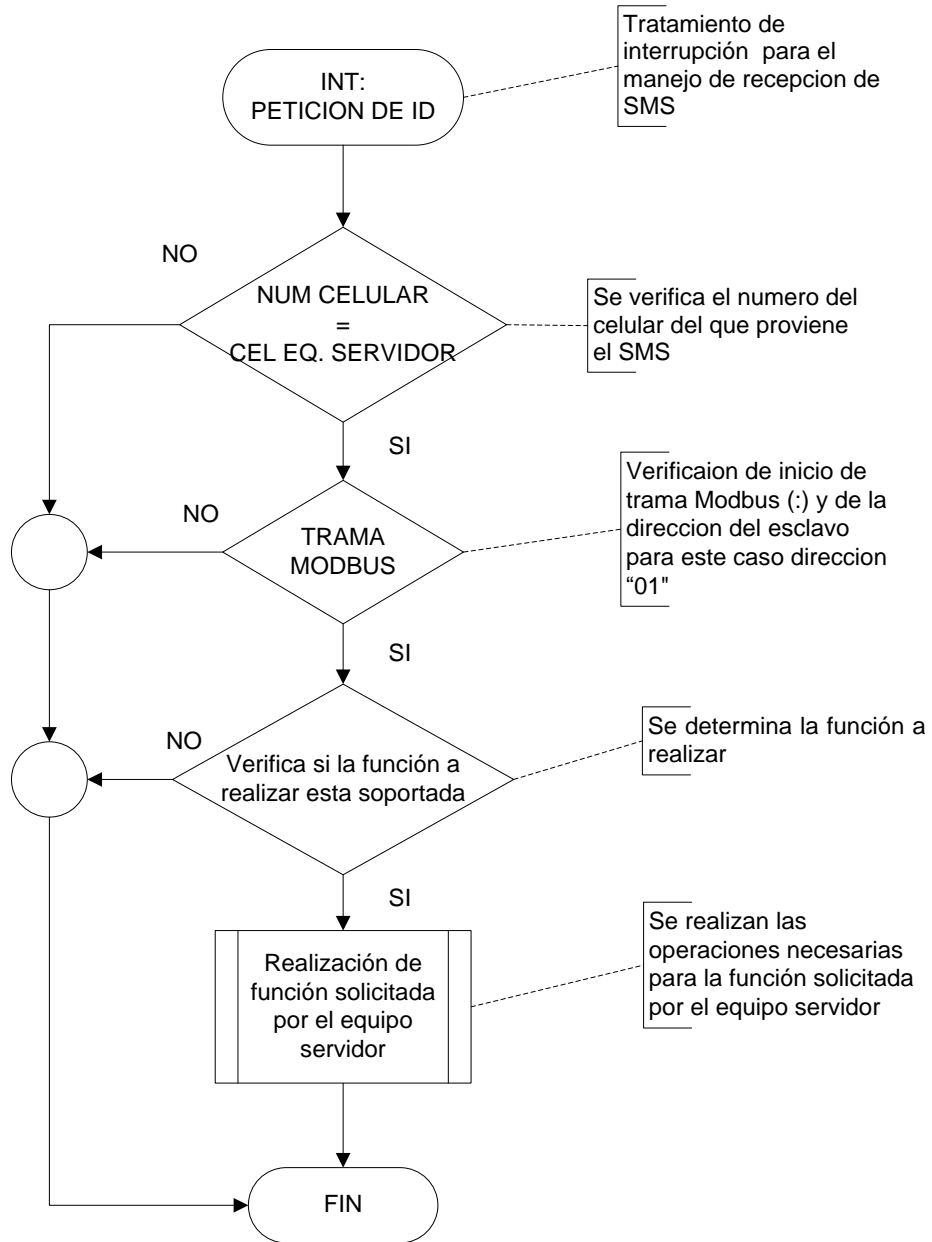 INT:
PETICION DE ID
Tratamiento de
interrupción para el
manejo de recepcion de
SMS
NO
NUM CELULAR
=
CEL EQ. SERVIDOR
Se verifica el numero del
celular del que proviene
el SMS
SI
NO
TRAMA
MODBUS
Verificaion de inicio de
trama Modbus (:) y de la
direccion del esclavo
para este caso direccion
“01"
SI
NO
Verifica si la función a
realizar esta soportada
Se determina la función a
realizar
SI
Realización de
función solicitada
por el equipo
servidor
Se realizan las
operaciones necesarias
para la función solicitada
por el equipo servidor
FIN